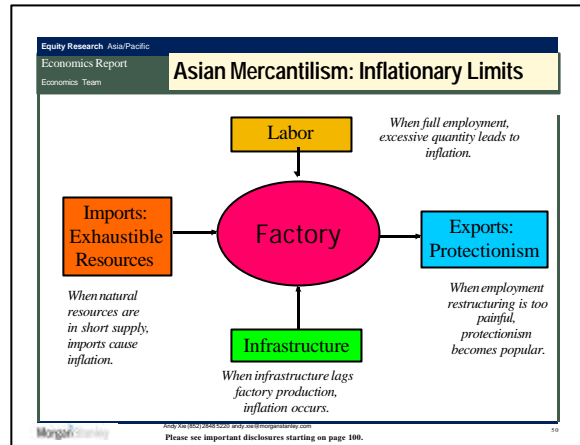 Equity Research Asia/Pacific
Economics Report
Economics Team
Asian Mercantilism: Inflationary Limits
Labor
When full employment,
excessive quantity leads to
inflation.
Imports:
Exhaustible
Resources
Factory
Exports:
Protectionism
When natural
resources are
in short supply,
imports cause
inflation.
When employment
restructuring is too
painful,
protectionism
becomes popular.
Infrastructure
When infrastructure lags
factory production,
inflation occurs.
Andy Xie (852) 2848 5220 andy.xie@morganstanley.com
MorganStanley
Please see important disclosures starting on page 100.
50